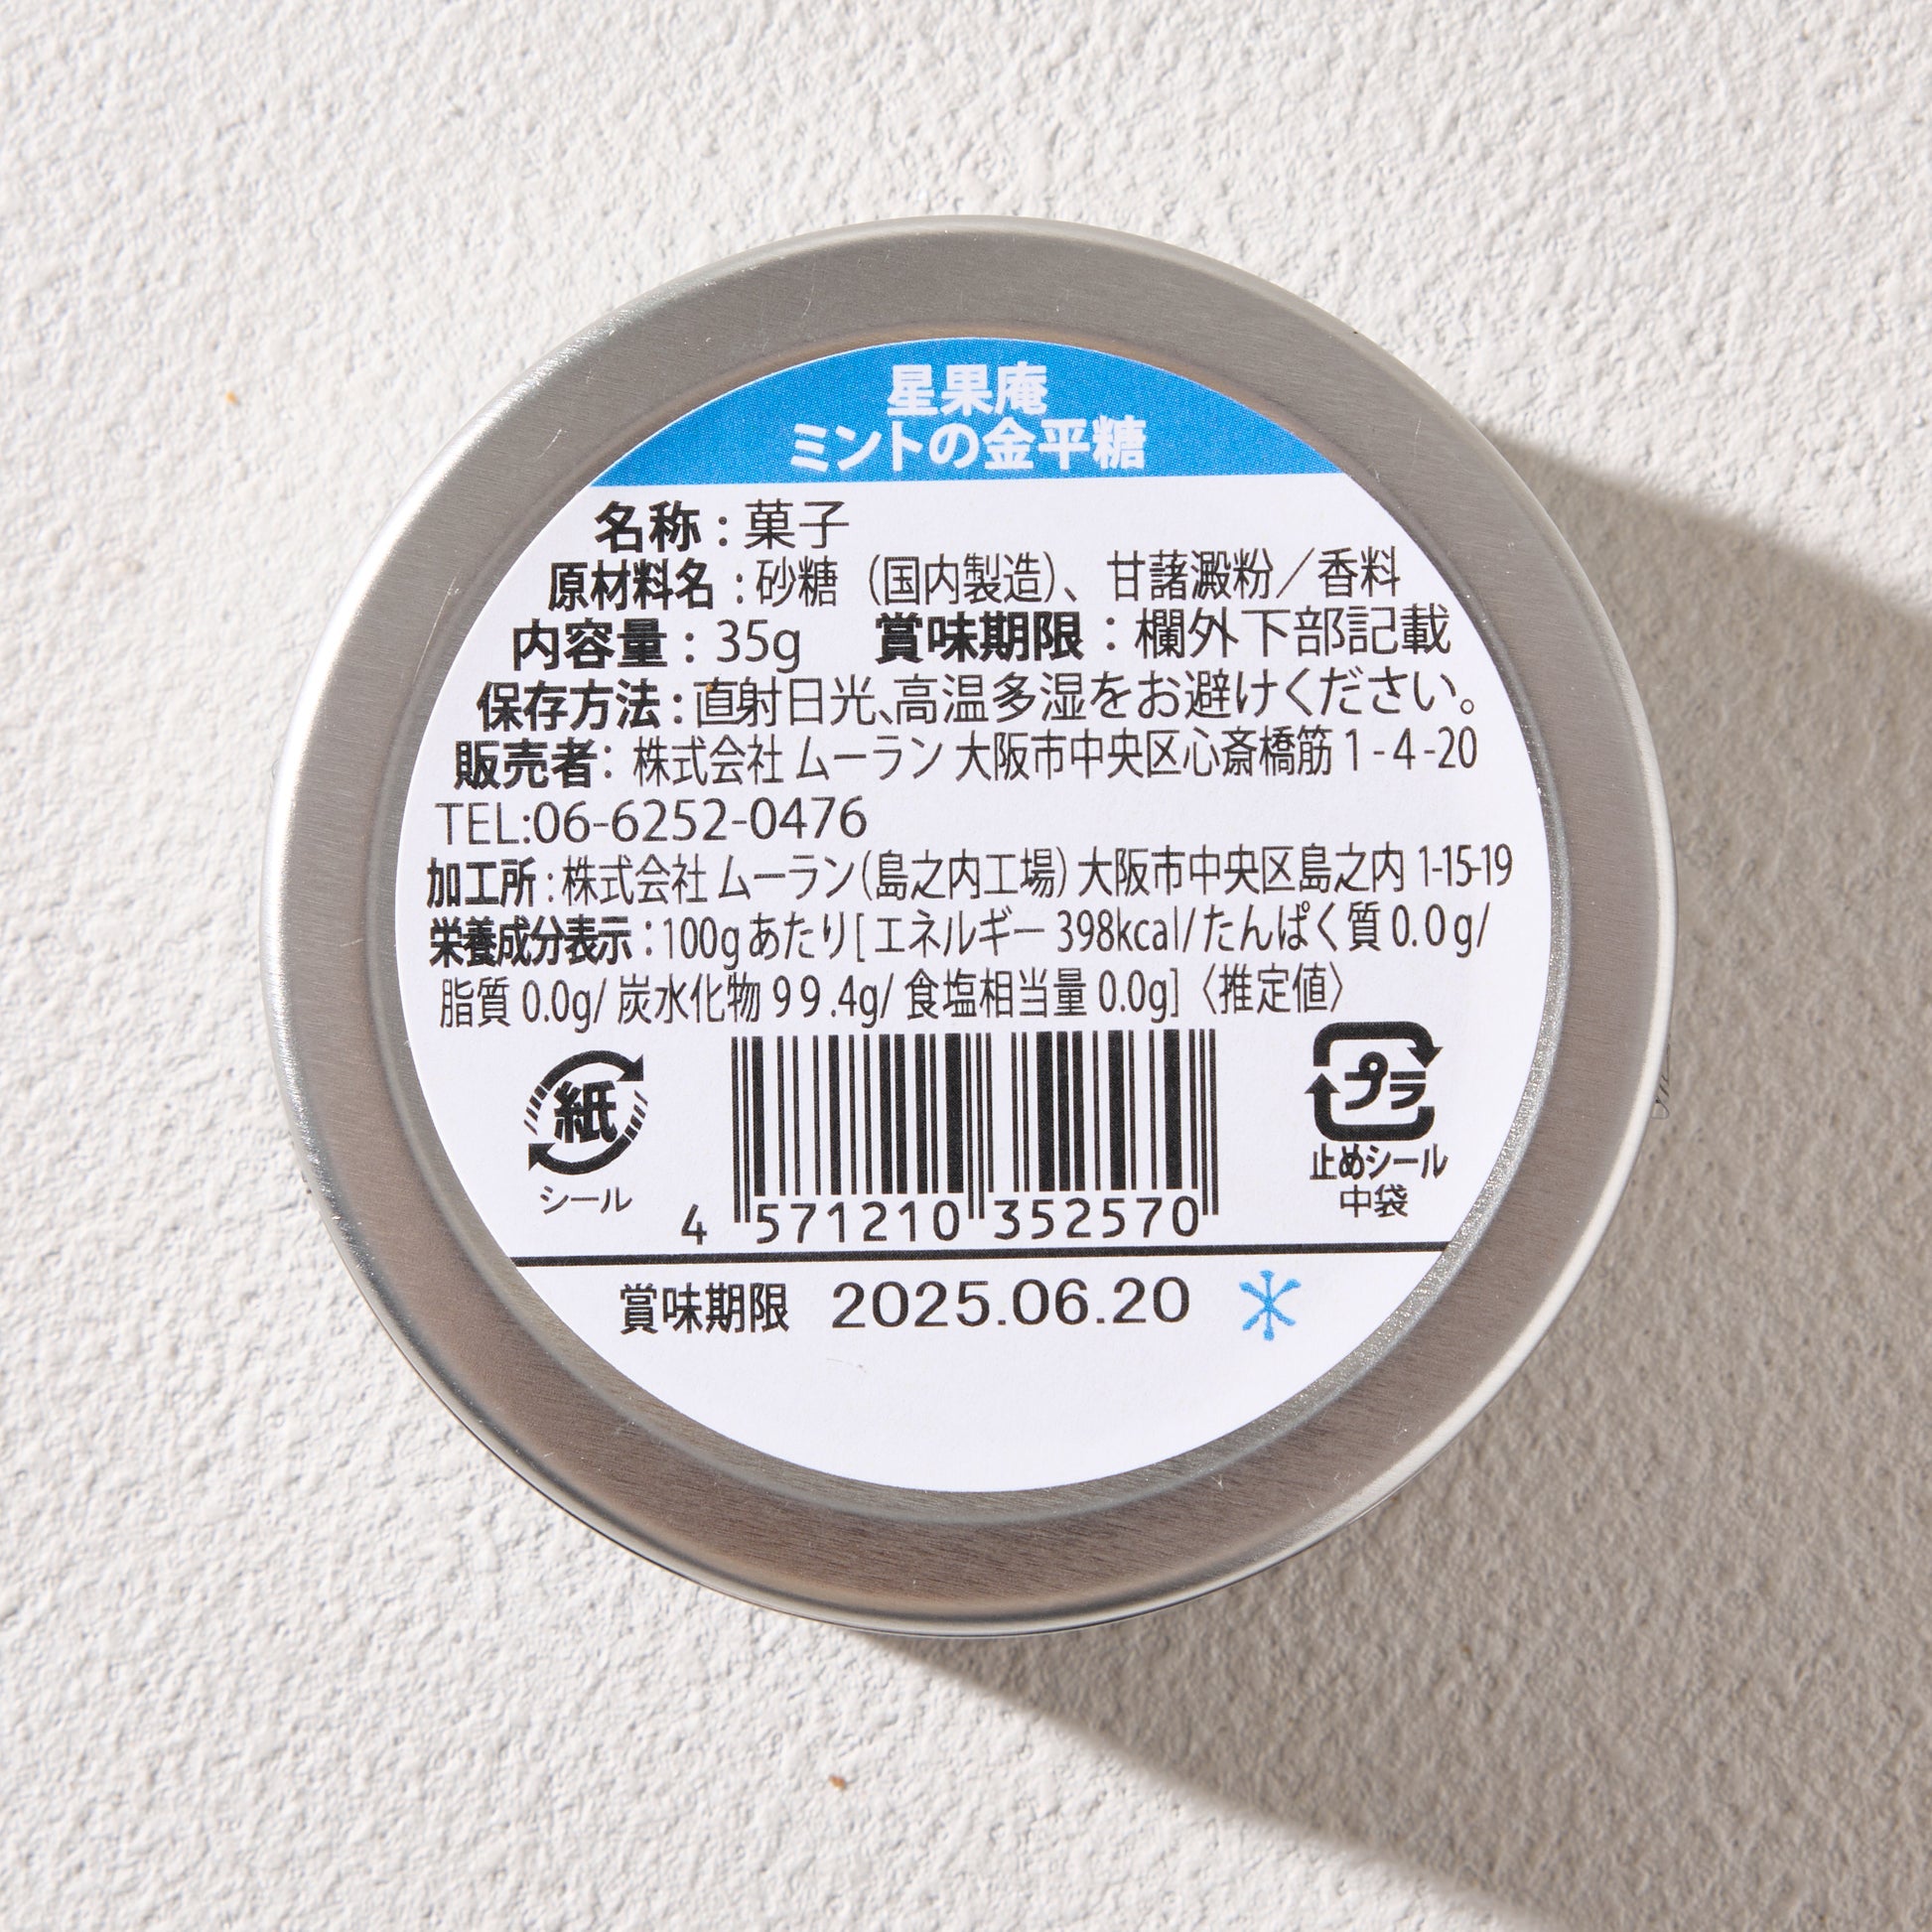 星果庵
ミントの金平糖
名称：菓子
原材料名：砂糖（国内製造）、甘藷澱粉／香料
内容量：35g　賞味期限：欄外下部記載
保存方法：直射日光、高温多湿をお避けください。
販売者：株式会社 ムーラン 大阪市中央区心斎橋筋 1-4-20
TEL:06-6252-0476
加工所：株式会社 ムーラン（島之内工場）大阪市中央区島之内 1-15-19
栄養成分表示：100gあたり[エネルギー 398kcal/たんぱく質 0.0g/
脂質 0.0g/ 炭水化物 99.4g/ 食塩相当量 0.0g]〈推定値〉
紙
シール
4 571210 352570
プラ
止めシール
中袋
賞味期限 2025.06.20